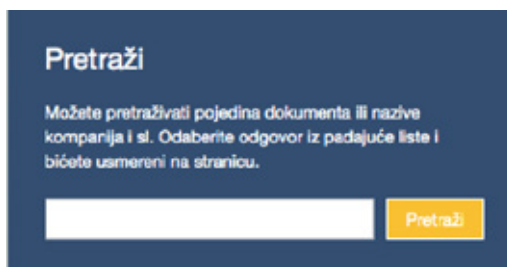 Pretraži
Možete pretraživati pojedina dokumenta ili nazive
kompanija i sl. Odaberite odgovor iz padajuće liste i
bićete usmereni na stranicu.
Pretraži